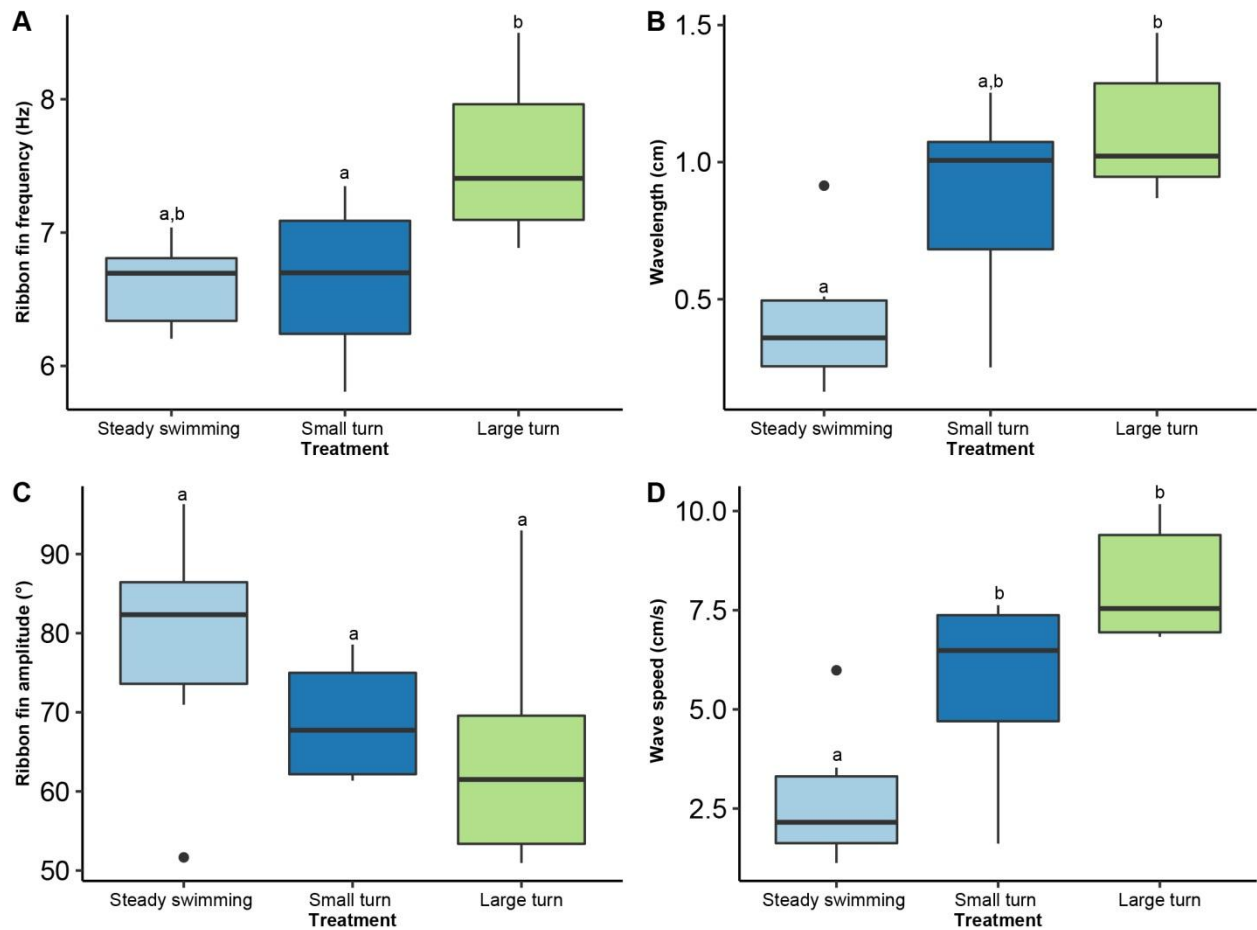 A
Ribbon fin frequency (Hz)
8
7
6
a,b
a
b
Steady swimming
Small turn
Large turn
Treatment
B
Wavelength (cm)
1.5
1.0
0.5
a
a,b
b
Steady swimming
Small turn
Large turn
Treatment
C
Ribbon fin amplitude (°)
90
80
70
60
50
a
a
a
Steady swimming
Small turn
Large turn
Treatment
D
Wave speed (cm/s)
10.0
7.5
5.0
2.5
a
b
b
Steady swimming
Small turn
Large turn
Treatment